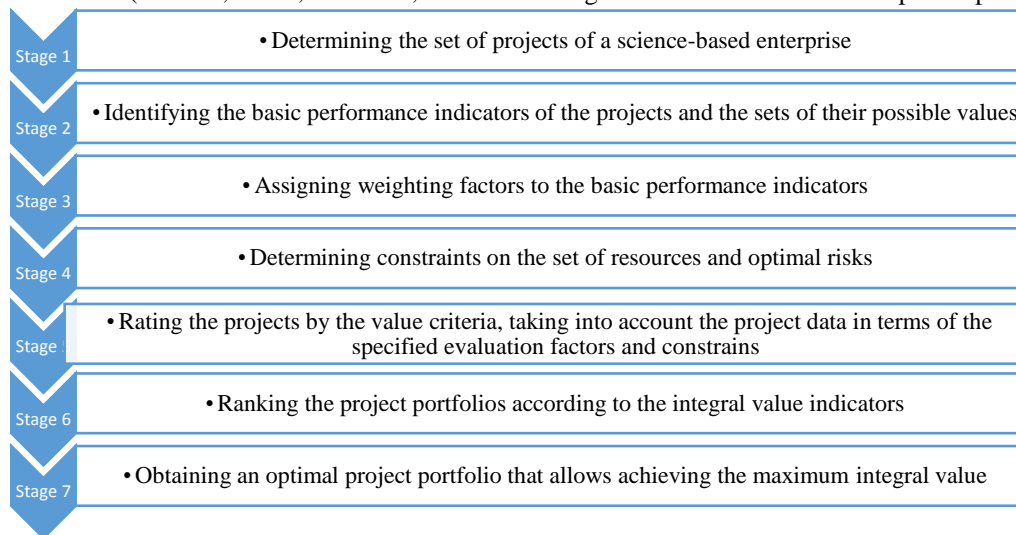 Stage 1
• Determining the set of projects of a science-based enterprise
Stage 2
• Identifying the basic performance indicators of the projects and the sets of their possible values
Stage 3
• Assigning weighting factors to the basic performance indicators
Stage 4
• Determining constraints on the set of resources and optimal risks
Stage 5
• Rating the projects by the value criteria, taking into account the project data in terms of the
specified evaluation factors and constrains
Stage 6
• Ranking the project portfolios according to the integral value indicators
Stage 7
• Obtaining an optimal project portfolio that allows achieving the maximum integral value